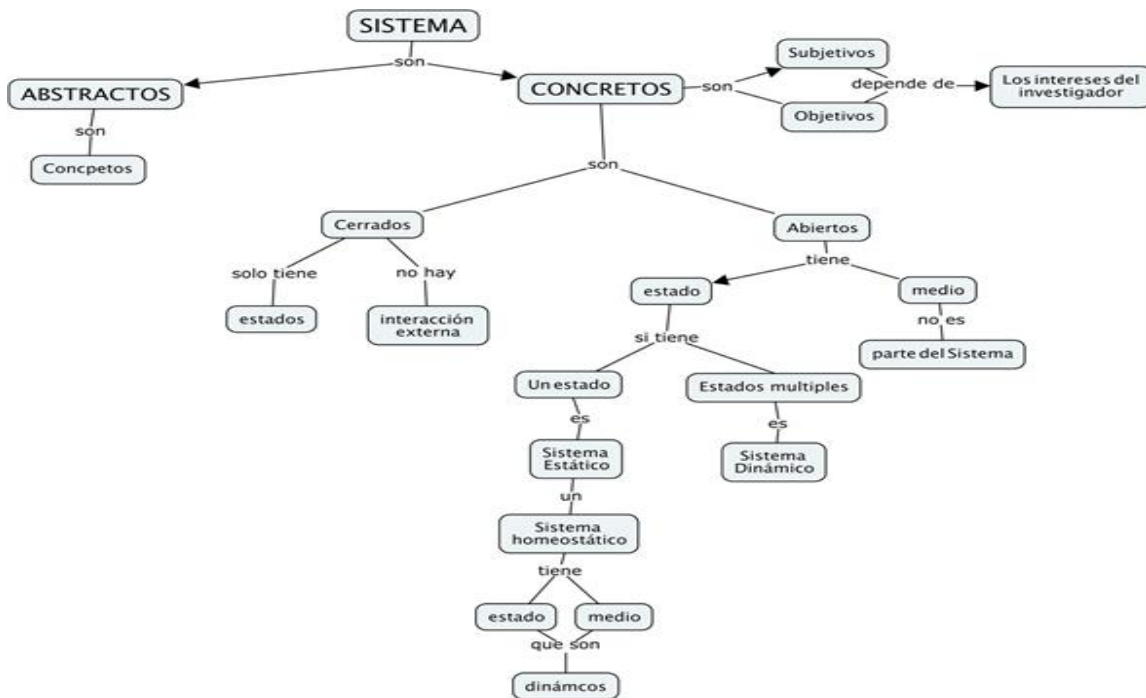 SISTEMA
son
ABSTRACTOS
son
Concpetos
CONCRETOS
son
Subjetivos
Objetivos
depende de
Los intereses del
investigador
son
Cerrados
solo tiene
estados
no hay
interacción
externa
Abiertos
tiene
estado
medio
no es
parte del Sistema
si tiene
Un estado
es
Sistema
Estático
un
Sistema
homeostático
tiene
estado
medio
que son
dinámcos
Estados multiples
es
Sistema
Dinámico